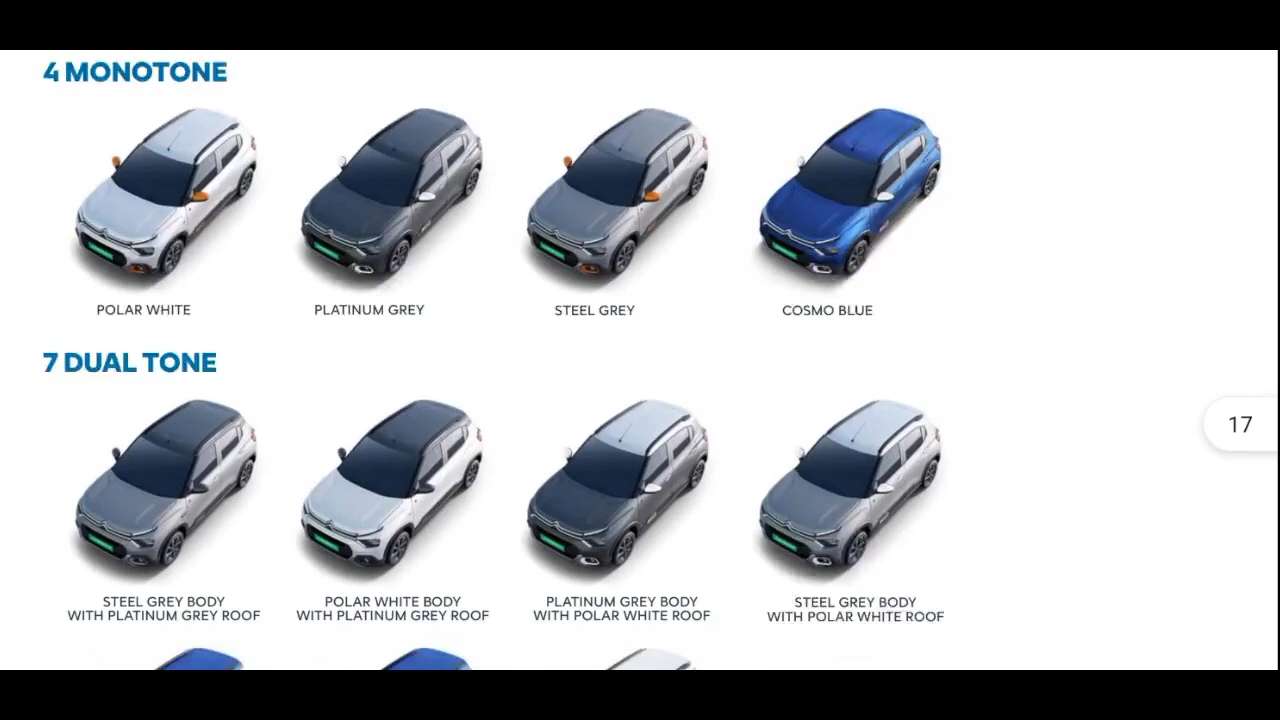 4 MONOTONE
POLAR WHITE
PLATINUM GREY
STEEL GREY
COSMO BLUE
7 DUAL TONE
17
STEEL GREY BODY
WITH PLATINUM GREY ROOF
POLAR WHITE BODY
WITH PLATINUM GREY ROOF
PLATINUM GREY BODY
WITH POLAR WHITE ROOF
STEEL GREY BODY
WITH POLAR WHITE ROOF